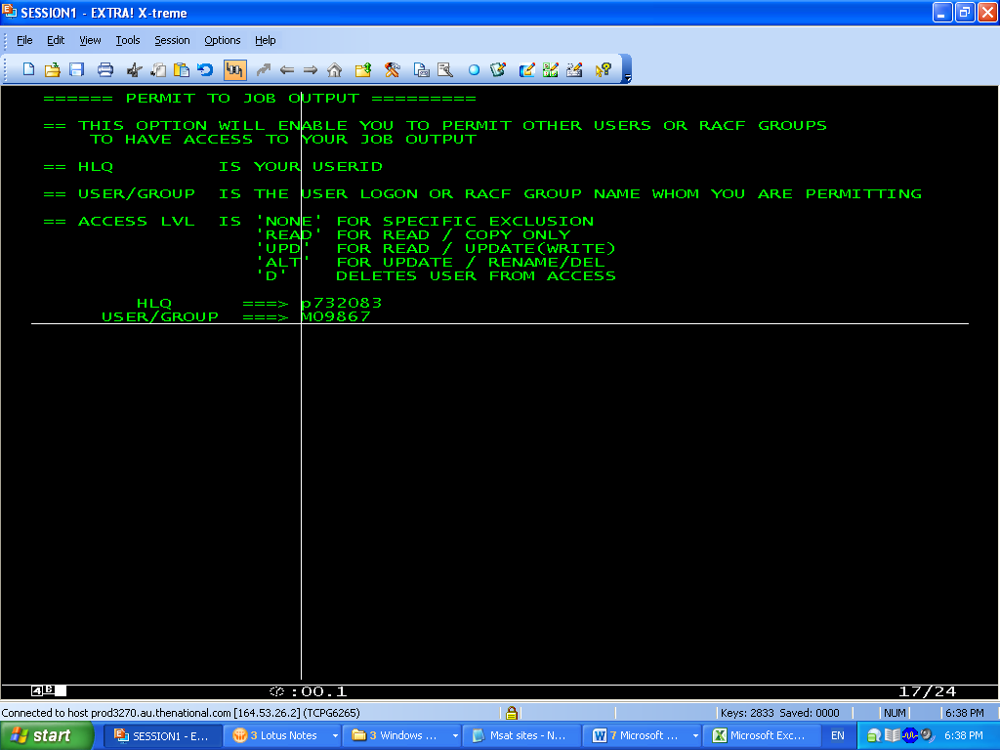 SESSION1 - EXTRA! X-treme
File Edit View Tools Session Options Help
====== PERMIT TO JOB OUTPUT =========
== THIS OPTION WILL ENABLE YOU TO PERMIT OTHER USERS OR RACF GROUPS
TO HAVE ACCESS TO YOUR JOB OUTPUT
== HLQ IS YOUR USERID
== USER/GROUP IS THE USER LOGON OR RACF GROUP NAME WHOM YOU ARE PERMITTING
== ACCESS LVL IS 'NONE' FOR SPECIFIC EXCLUSION
'READ' FOR READ / COPY ONLY
'UPD' FOR READ / UPDATE(WRITE)
'ALT' FOR UPDATE / RENAME/DEL
'D' DELETES USER FROM ACCESS
HLQ ===> p732083
USER/GROUP ===> M09867
4B :00.1 17/24
Connected to host prod3270.au.thenational.com [164.53.26.2] (TCPG6265) Keys: 2833 Saved: 0000 NUM 6:38 PM
start SESSION1 - E... 3 Lotus Notes 3 Windows ... Msat sites - N... 7 Microsoft ... Microsoft Exc... EN 6:38 PM